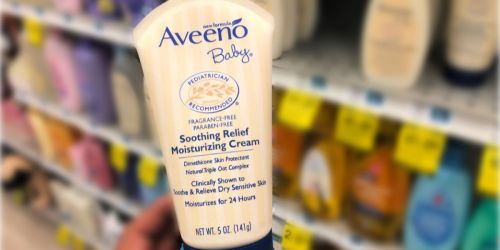 new formula
Aveeno®
Baby®
PEDIATRICIAN
RECOMMENDED
FRAGRANCE-FREE
PARABEN-FREE
Soothing Relief
Moisturizing Cream
Dimethicone Skin Protectant
Natural Triple Oat Complex
Clinically Shown to
Soothe & Relieve Dry Sensitive Skin
Moisturizes for 24 Hours
NET WT. 5 OZ. (141g)